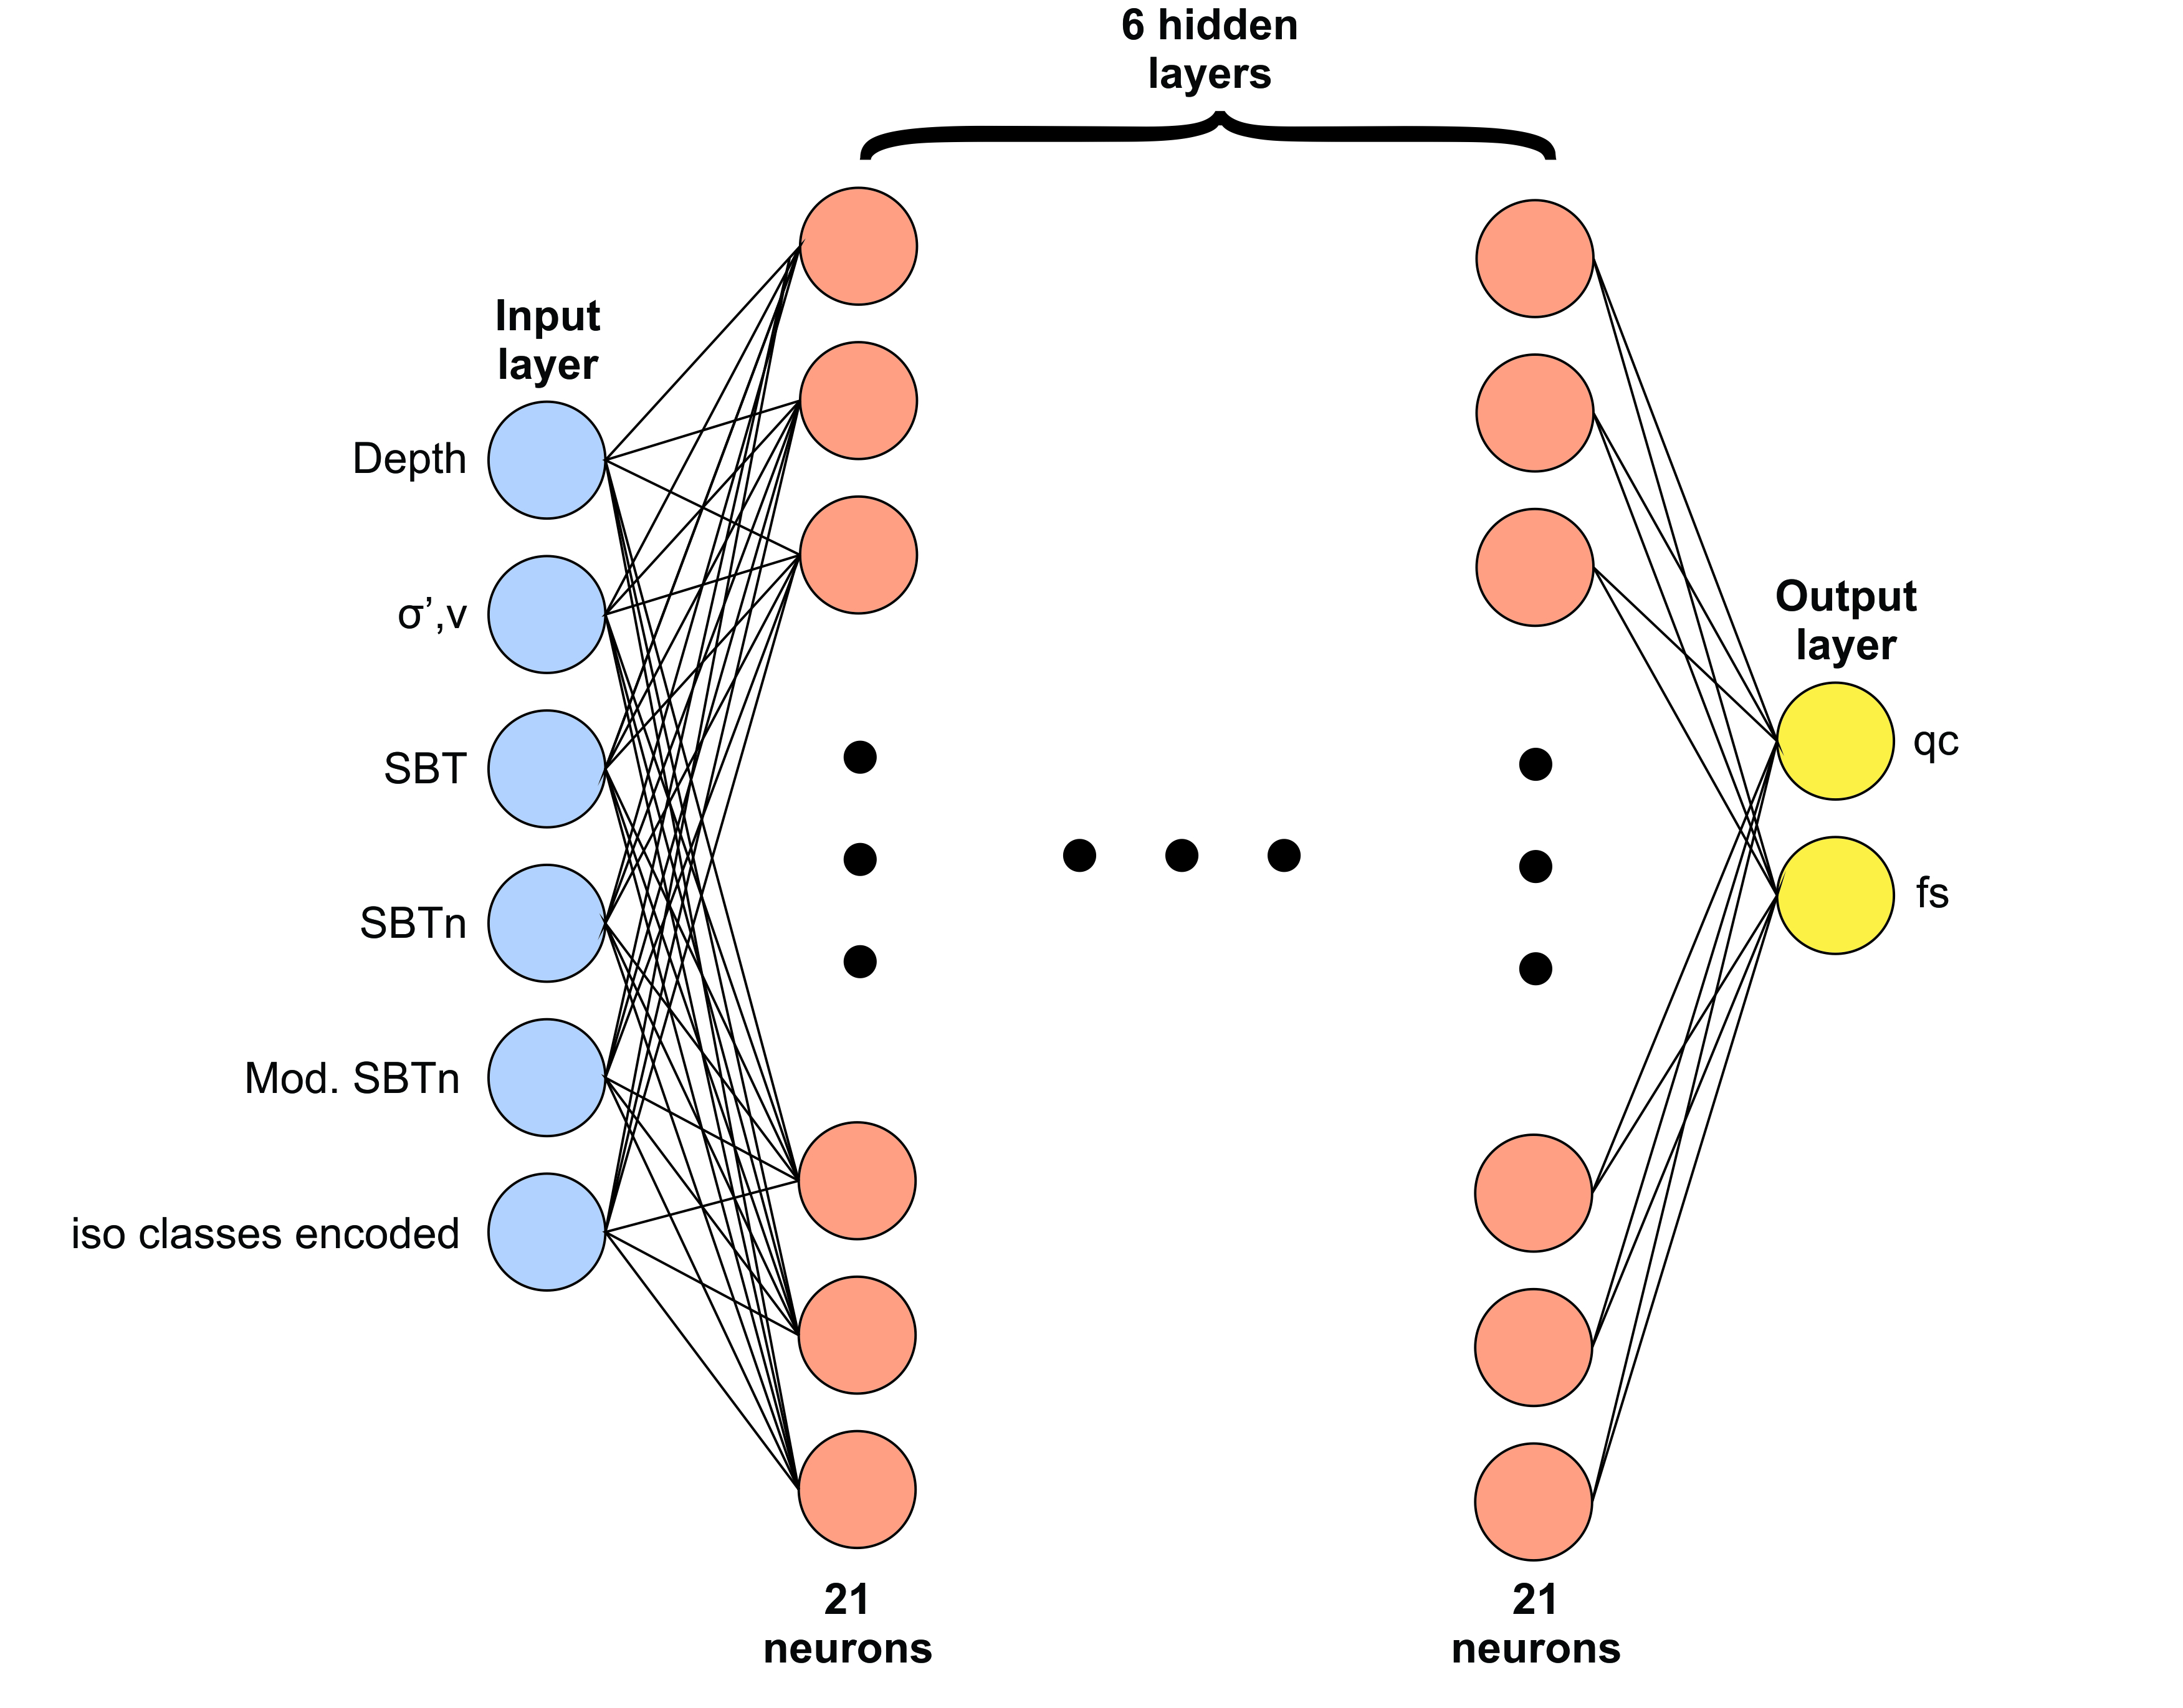 6 hidden
layers
Input
layer
Depth
σ’,v
SBT
SBTn
Mod. SBTn
iso classes encoded
Output
layer
qc
fs
21
neurons
21
neurons